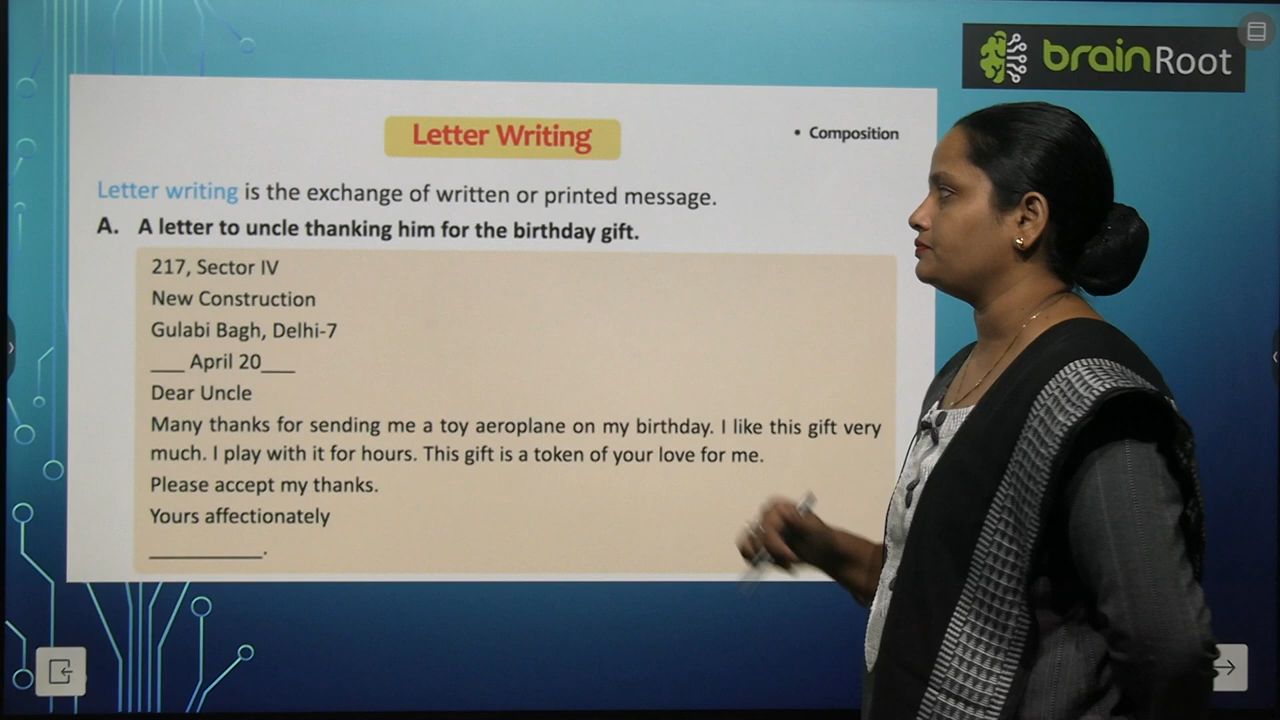 brainRoot
Letter Writing
• Composition
Letter writing is the exchange of written or printed message.
A. A letter to uncle thanking him for the birthday gift.
217, Sector IV
New Construction
Gulabi Bagh, Delhi-7
___ April 20___
Dear Uncle
Many thanks for sending me a toy aeroplane on my birthday. I like this gift very
much. I play with it for hours. This gift is a token of your love for me.
Please accept my thanks.
Yours affectionately
__________.